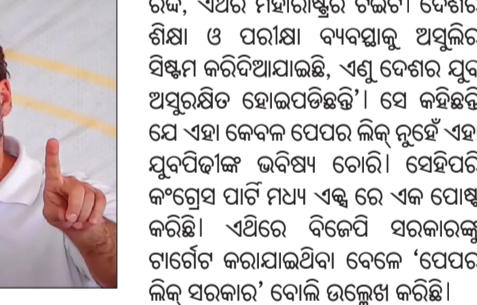 ରଦ୍ଦ, ଏଥର ମହାରାଷ୍ଟ୍ରର ଟିଇଟି। ଦେଶର
ଶିକ୍ଷା ଓ ପରୀକ୍ଷା ବ୍ୟବସ୍ଥାକୁ ଅସୁଲିର
ସିଷ୍ଟମ କରିଦିଆଯାଇଛି, ଏଣୁ ଦେଶର ଯୁବ
ଅସୁରକ୍ଷିତ ହୋଇପଡିଛନ୍ତି’। ସେ କହିଛନ୍ତି
ଯେ ଏହା କେବଳ ପେପର ଲିକ୍ ନୁହେଁ ଏହା
ଯୁବପିଢୀଙ୍କ ଭବିଷ୍ୟ ଚୋରି। ସେହିପରି
କଂଗ୍ରେସ ପାର୍ଟି ମଧ୍ୟ ଏକ୍ସ ରେ ଏକ ପୋଷ୍ଟ
କରିଛି। ଏଥିରେ ବିଜେପି ସରକାରଙ୍କୁ
ଟାର୍ଗେଟ କରାଯାଇଥିବା ବେଳେ ‘ପେପର
ଲିକ୍ ସରକାର’ ବୋଲି ଉଲ୍ଲେଖ କରିଛି।